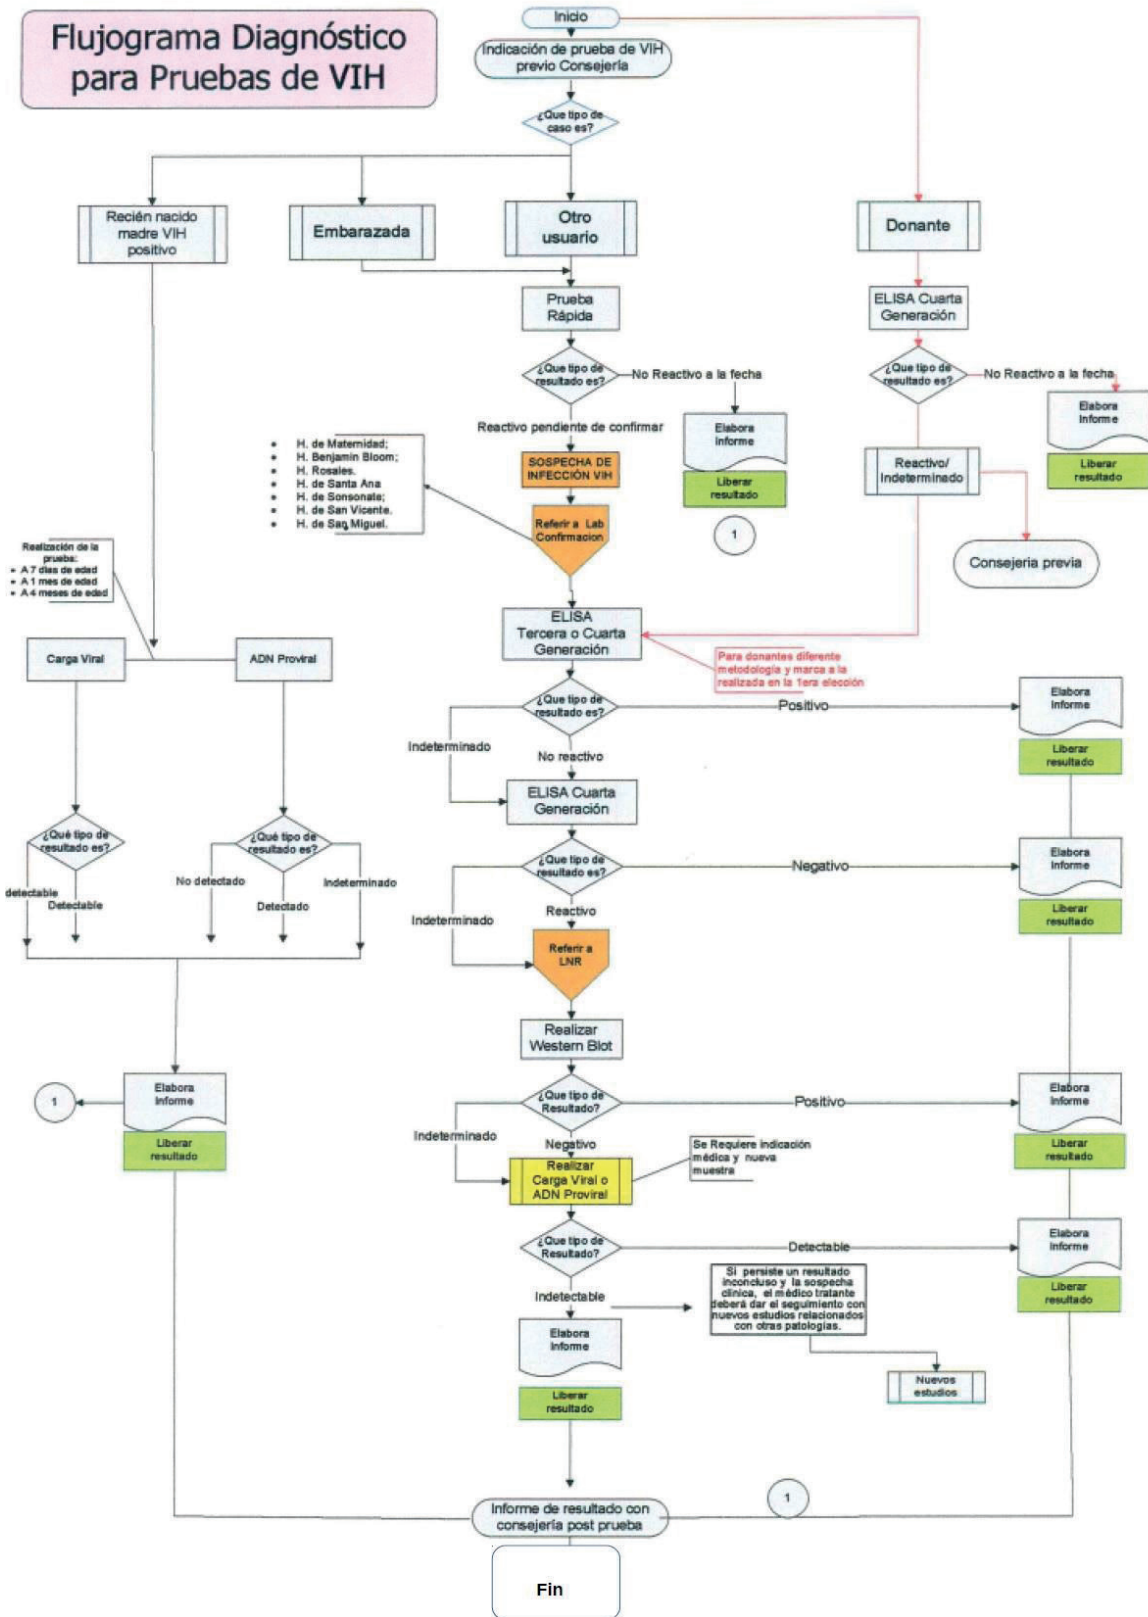 Flujograma Diagnóstico
para Pruebas de VIH
Inicio
Indicación de prueba de VIH
previo Consejería
¿Que tipo de
caso es?
Recién nacido
madre VIH
positivo
Embarazada
Otro
usuario
Donante
Prueba
Rápida
ELISA Cuarta
Generación
¿Que tipo de
resultado es?
No Reactivo a la fecha
¿Que tipo de
resultado es?
No Reactivo a la fecha
Elabora
Informe
Liberar
resultado
1
Elabora
Informe
Liberar
resultado
Reactivo pendiente de confirmar
SOSPECHA DE
INFECCIÓN VIH
Reactivo/
Indeterminado
Consejeria previa
• H. de Maternidad;
• H. Benjamin Bloom;
• H. Rosales.
• H. de Santa Ana
• H. de Sonsonate;
• H. de San Vicente.
• H. de San Miguel.
Referir a Lab
Confirmacion
Realización de la
prueba:
• A 7 dias de edad
• A 1 mes de edad
• A 4 meses de edad
Carga Viral
ADN Proviral
ELISA
Tercera o Cuarta
Generación
Para donantes diferente
metodología y marca a la
realizada en la 1era elección
¿Que tipo de
resultado es?
Positivo
Elabora
Informe
Liberar
resultado
Indeterminado
No reactivo
ELISA Cuarta
Generación
¿Qué tipo de
resultado es?
¿Qué tipo de
resultado es?
¿Que tipo de
resultado es?
Negativo
Elabora
Informe
Liberar
resultado
detectable
Detectable
No detectado
Detectado
Indeterminado
Indeterminado
Reactivo
Referir a
LNR
Realizar
Western Blot
¿Que tipo de
Resultado?
Positivo
Elabora
Informe
Liberar
resultado
1
Elabora
Informe
Liberar
resultado
Indeterminado
Negativo
Realizar
Carga Viral o
ADN Proviral
Se Requiere indicación
médica y nueva
muestra
¿Que tipo de
Resultado?
Detectable
Elabora
Informe
Liberar
resultado
Indetectable
Si persiste un resultado
inconcluso y la sospecha
clínica, el médico tratante
deberá dar el seguimiento con
nuevos estudios relacionados
con otras patologías.
Nuevos
estudios
Elabora
Informe
Liberar
resultado
Informe de resultado con
consejería post prueba
1
Fin